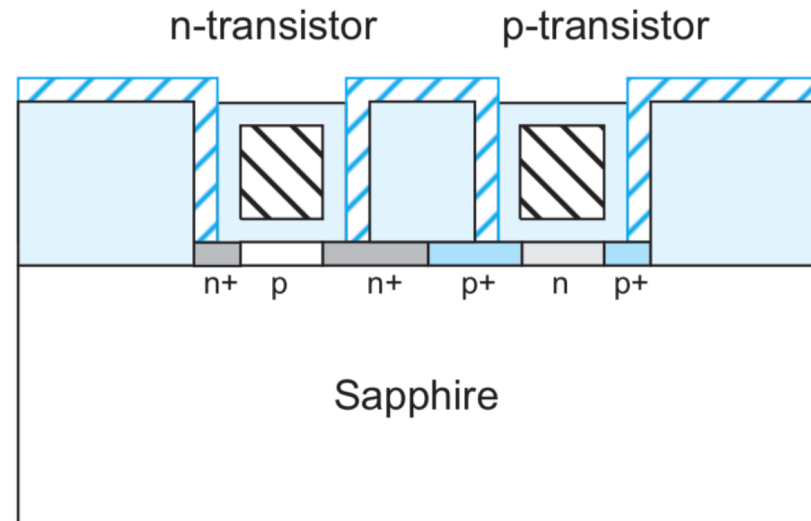 n-transistor p-transistor
n+ p n+ p+ n p+
Sapphire